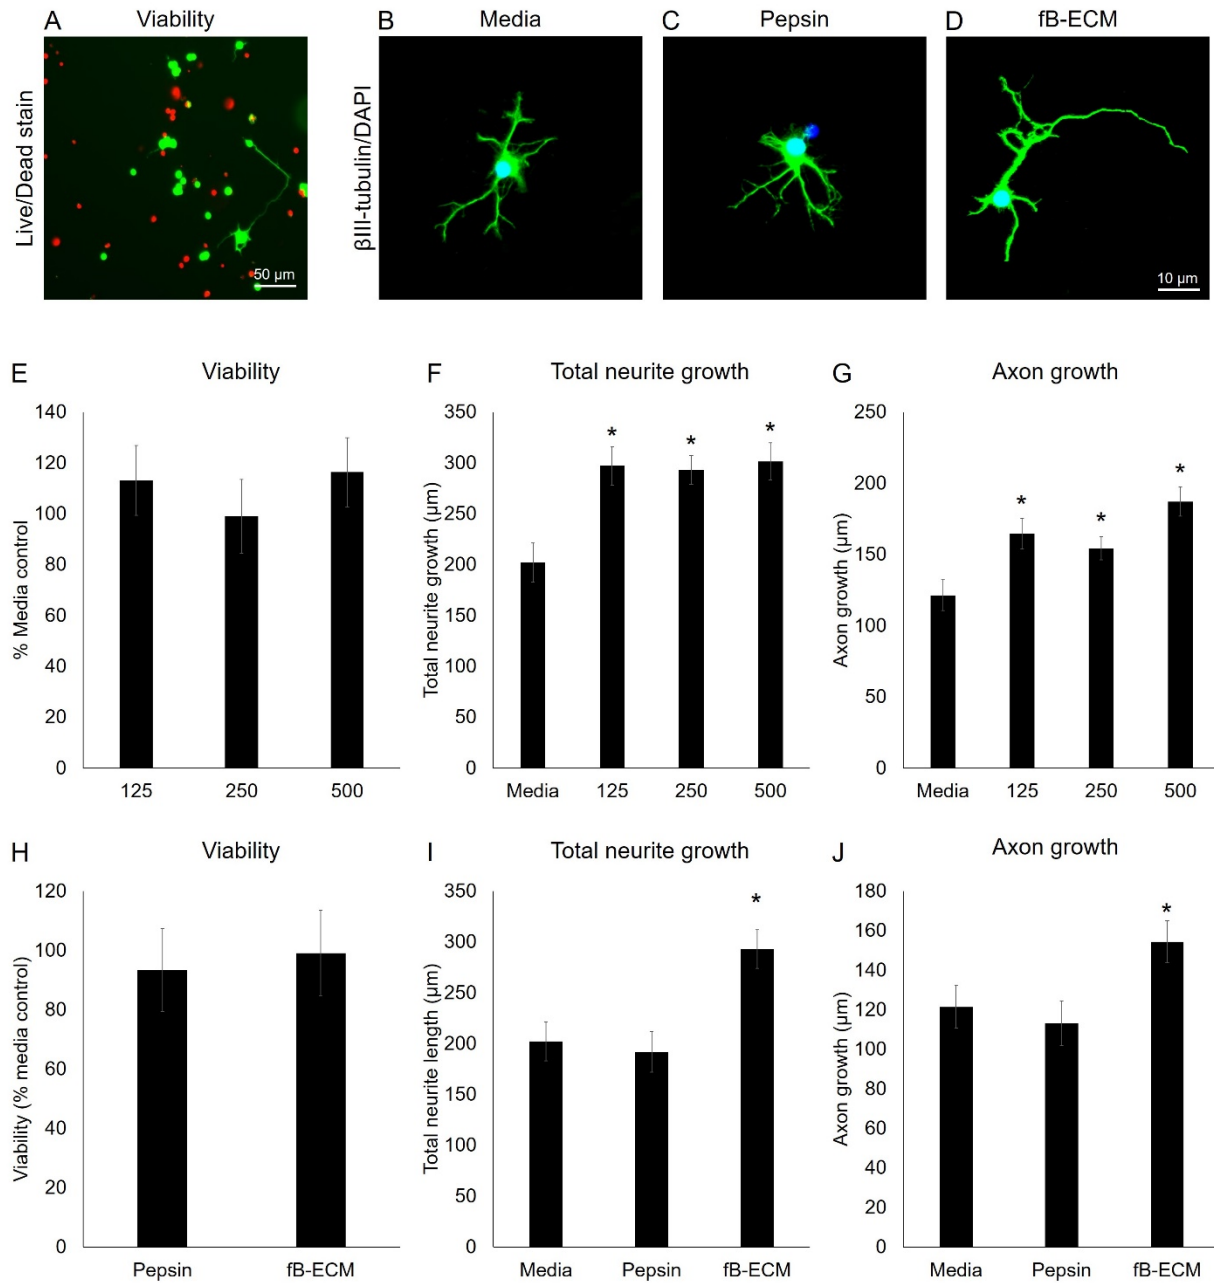 A Viability
B Media
C Pepsin
D fB-ECM
Live/Dead stain
50 µm
βIII-tubulin/DAPI
10 µm
E Viability
% Media control
140
120
100
80
60
40
20
0
125 250 500
F Total neurite growth
Total neurite growth (µm)
350
300
250
200
150
100
50
0
* * *
Media 125 250 500
G Axon growth
Axon growth (µm)
250
200
150
100
50
0
* * *
Media 125 250 500
H Viability
Viability (% media control)
120
100
80
60
40
20
0
Pepsin fB-ECM
I Total neurite growth
Total neurite length (µm)
350
300
250
200
150
100
50
0
*
Media Pepsin fB-ECM
J Axon growth
Axon growth (µm)
180
160
140
120
100
80
60
40
20
0
*
Media Pepsin fB-ECM